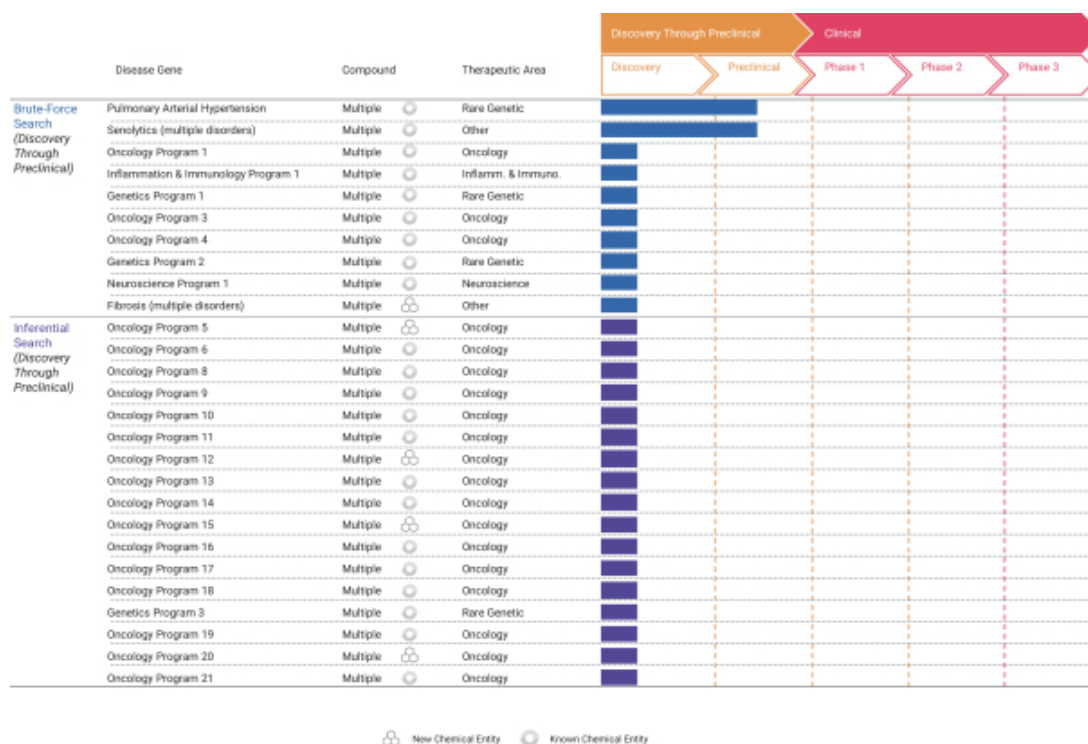 Discovery Through Preclinical Clinical
Disease Gene Compound Therapeutic Area Discovery Preclinical Phase 1 Phase 2 Phase 3
Brute-Force Search (Discovery Through Preclinical)
Pulmonary Arterial Hypertension Multiple Rare Genetic
Senolytics (multiple disorders) Multiple Other
Oncology Program 1 Multiple Oncology
Inflammation & Immunology Program 1 Multiple Inflamm. & Immuno.
Genetics Program 1 Multiple Rare Genetic
Oncology Program 3 Multiple Oncology
Oncology Program 4 Multiple Oncology
Genetics Program 2 Multiple Rare Genetic
Neuroscience Program 1 Multiple Neuroscience
Fibrosis (multiple disorders) Multiple Other
Inferential Search (Discovery Through Preclinical)
Oncology Program 5 Multiple Oncology
Oncology Program 6 Multiple Oncology
Oncology Program 8 Multiple Oncology
Oncology Program 9 Multiple Oncology
Oncology Program 10 Multiple Oncology
Oncology Program 11 Multiple Oncology
Oncology Program 12 Multiple Oncology
Oncology Program 13 Multiple Oncology
Oncology Program 14 Multiple Oncology
Oncology Program 15 Multiple Oncology
Oncology Program 16 Multiple Oncology
Oncology Program 17 Multiple Oncology
Oncology Program 18 Multiple Oncology
Genetics Program 3 Multiple Rare Genetic
Oncology Program 19 Multiple Oncology
Oncology Program 20 Multiple Oncology
Oncology Program 21 Multiple Oncology
New Chemical Entity Known Chemical Entity